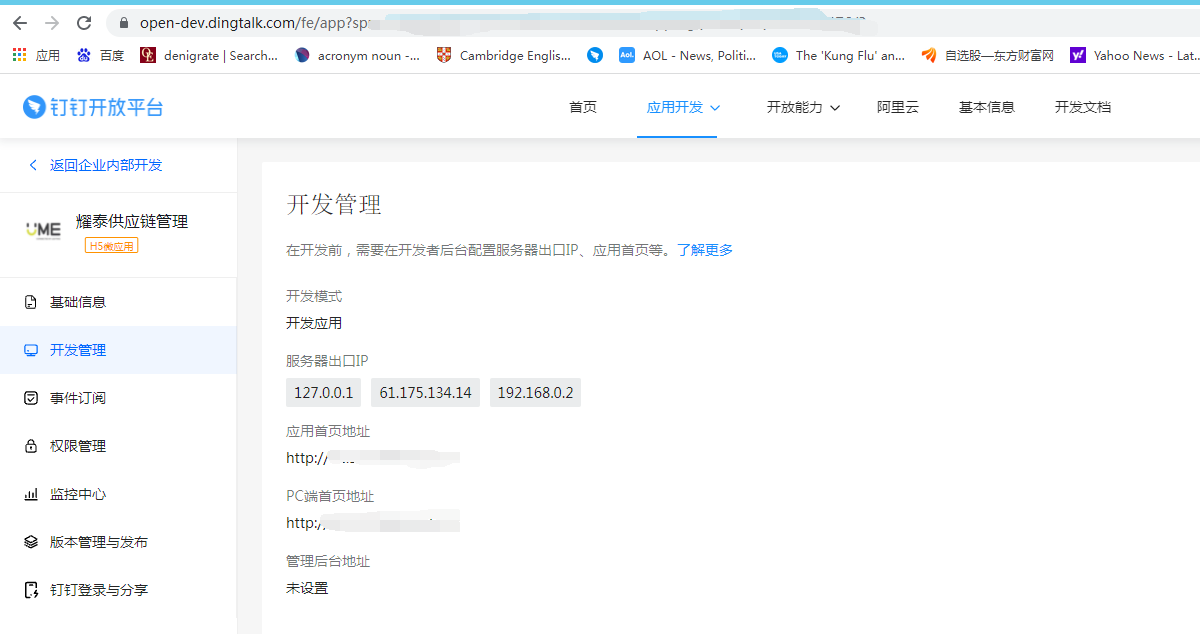 open-dev.dingtalk.com/fe/app?sp
应用 百度 denigrate | Search... acronym noun -... Cambridge Englis... Aol. AOL - News, Politi... The 'Kung Flu' an... 自选股—东方财富网 Yahoo News - Lat...
钉钉开放平台 首页 应用开发 开放能力 阿里云 基本信息 开发文档
返回企业内部开发
UME 耀泰供应链管理
H5微应用
基础信息
开发管理
事件订阅
权限管理
监控中心
版本管理与发布
钉钉登录与分享
开发管理
在开发前，需要在开发者后台配置服务器出口IP、应用首页等。了解更多
开发模式
开发应用
服务器出口IP
127.0.0.1 61.175.134.14 192.168.0.2
应用首页地址
http://
PC端首页地址
http:/
管理后台地址
未设置